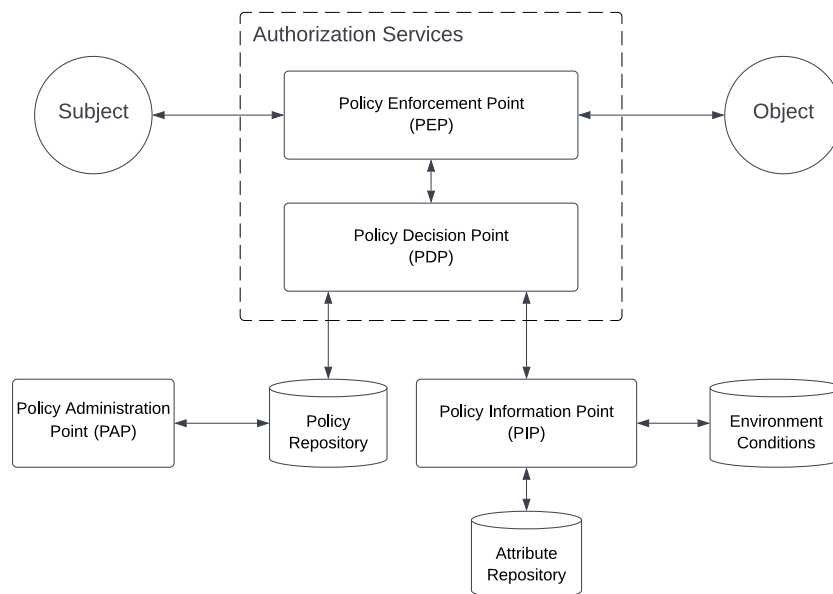 Authorization Services
Subject
Policy Enforcement Point
(PEP)
Object
Policy Decision Point
(PDP)
Policy Administration
Point (PAP)
Policy
Repository
Policy Information Point
(PIP)
Environment
Conditions
Attribute
Repository